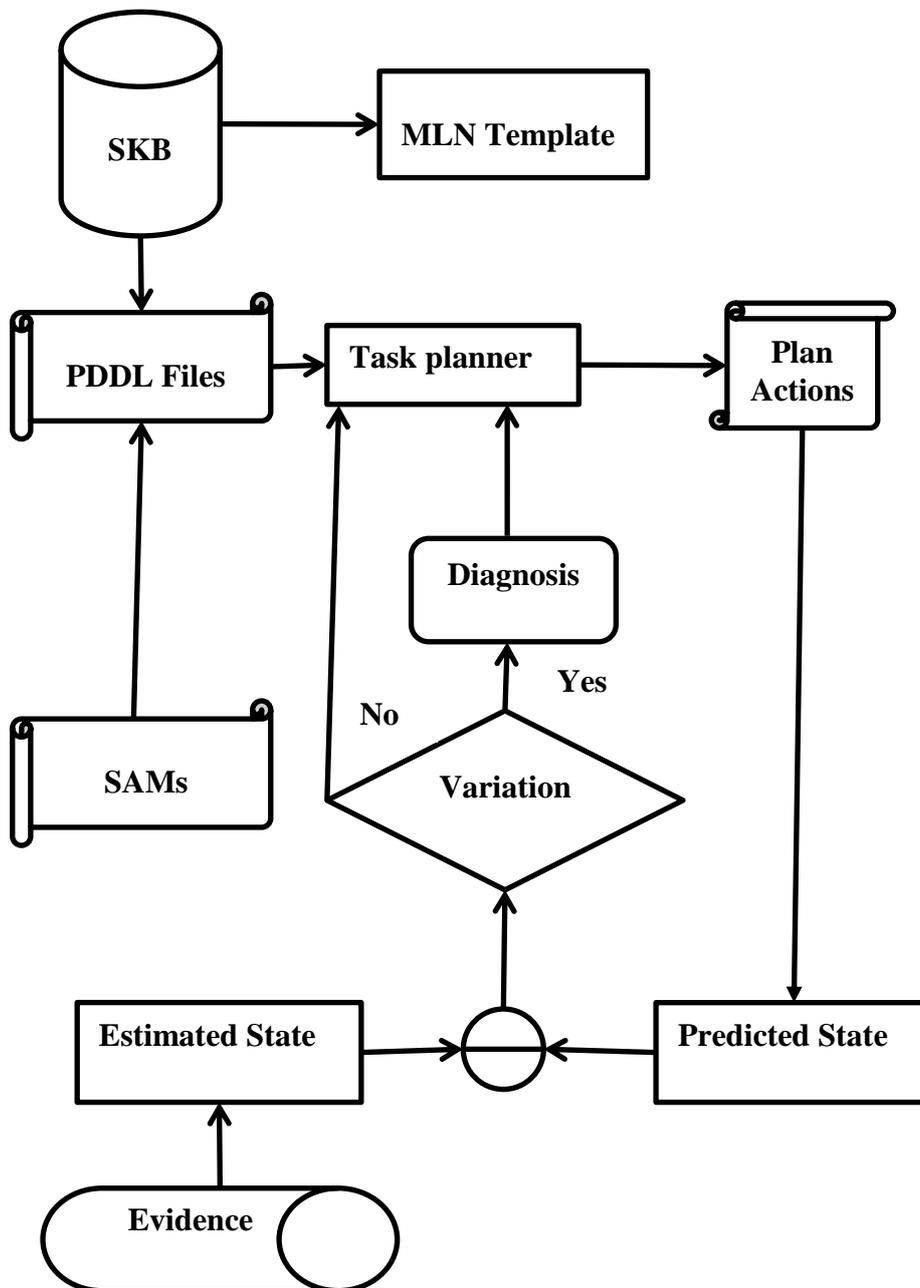 SKB
MLN Template
PDDL Files
Task planner
Plan
Actions
Diagnosis
Yes
No
SAMs
Variation
Estimated State
Predicted State
Evidence